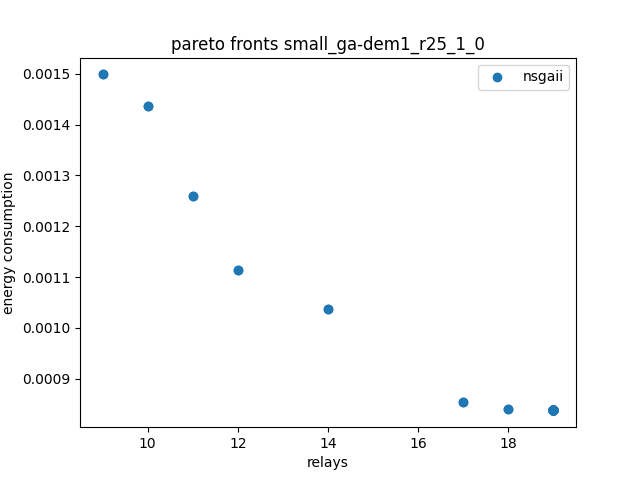 pareto fronts small_ga-dem1_r25_1_0
nsgaii
0.0015
0.0014
0.0013
0.0012
0.0011
0.0010
0.0009
energy consumption
10 12 14 16 18
relays